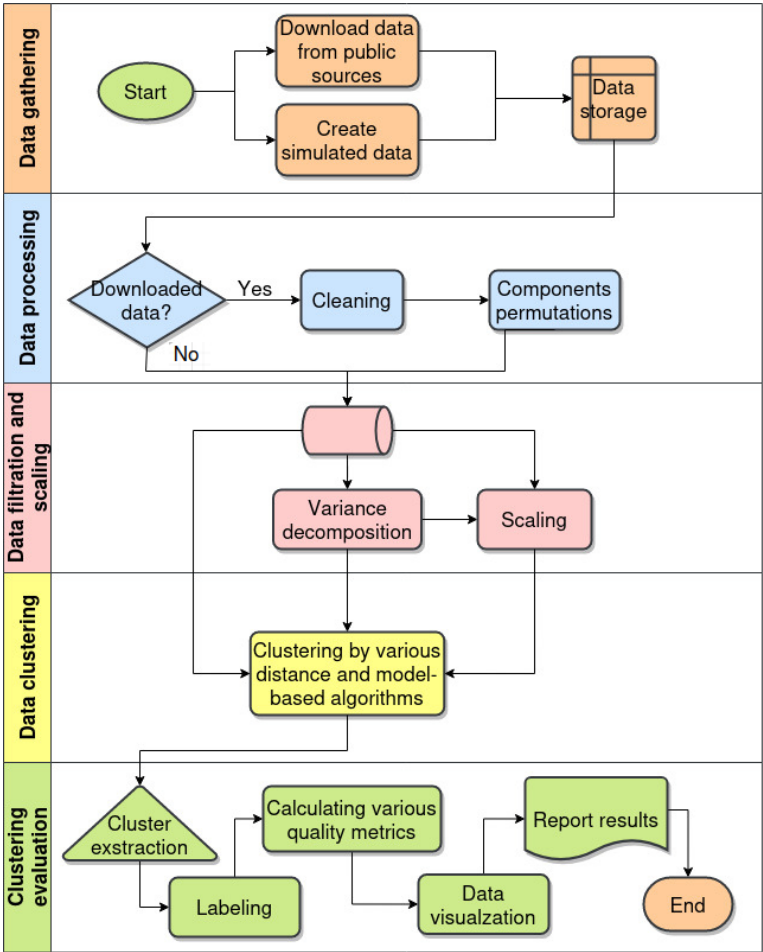 Data gathering
Start
Download data
from public
sources
Create
simulated data
Data
storage
Data processing
Downloaded
data?
Yes
No
Cleaning
Components
permutations
Data filtration and
scaling
Variance
decomposition
Scaling
Data clustering
Clustering by various
distance and model-
based algorithms
Clustering
evaluation
Cluster
exstraction
Labeling
Calculating various
quality metrics
Data
visualzation
Report results
End